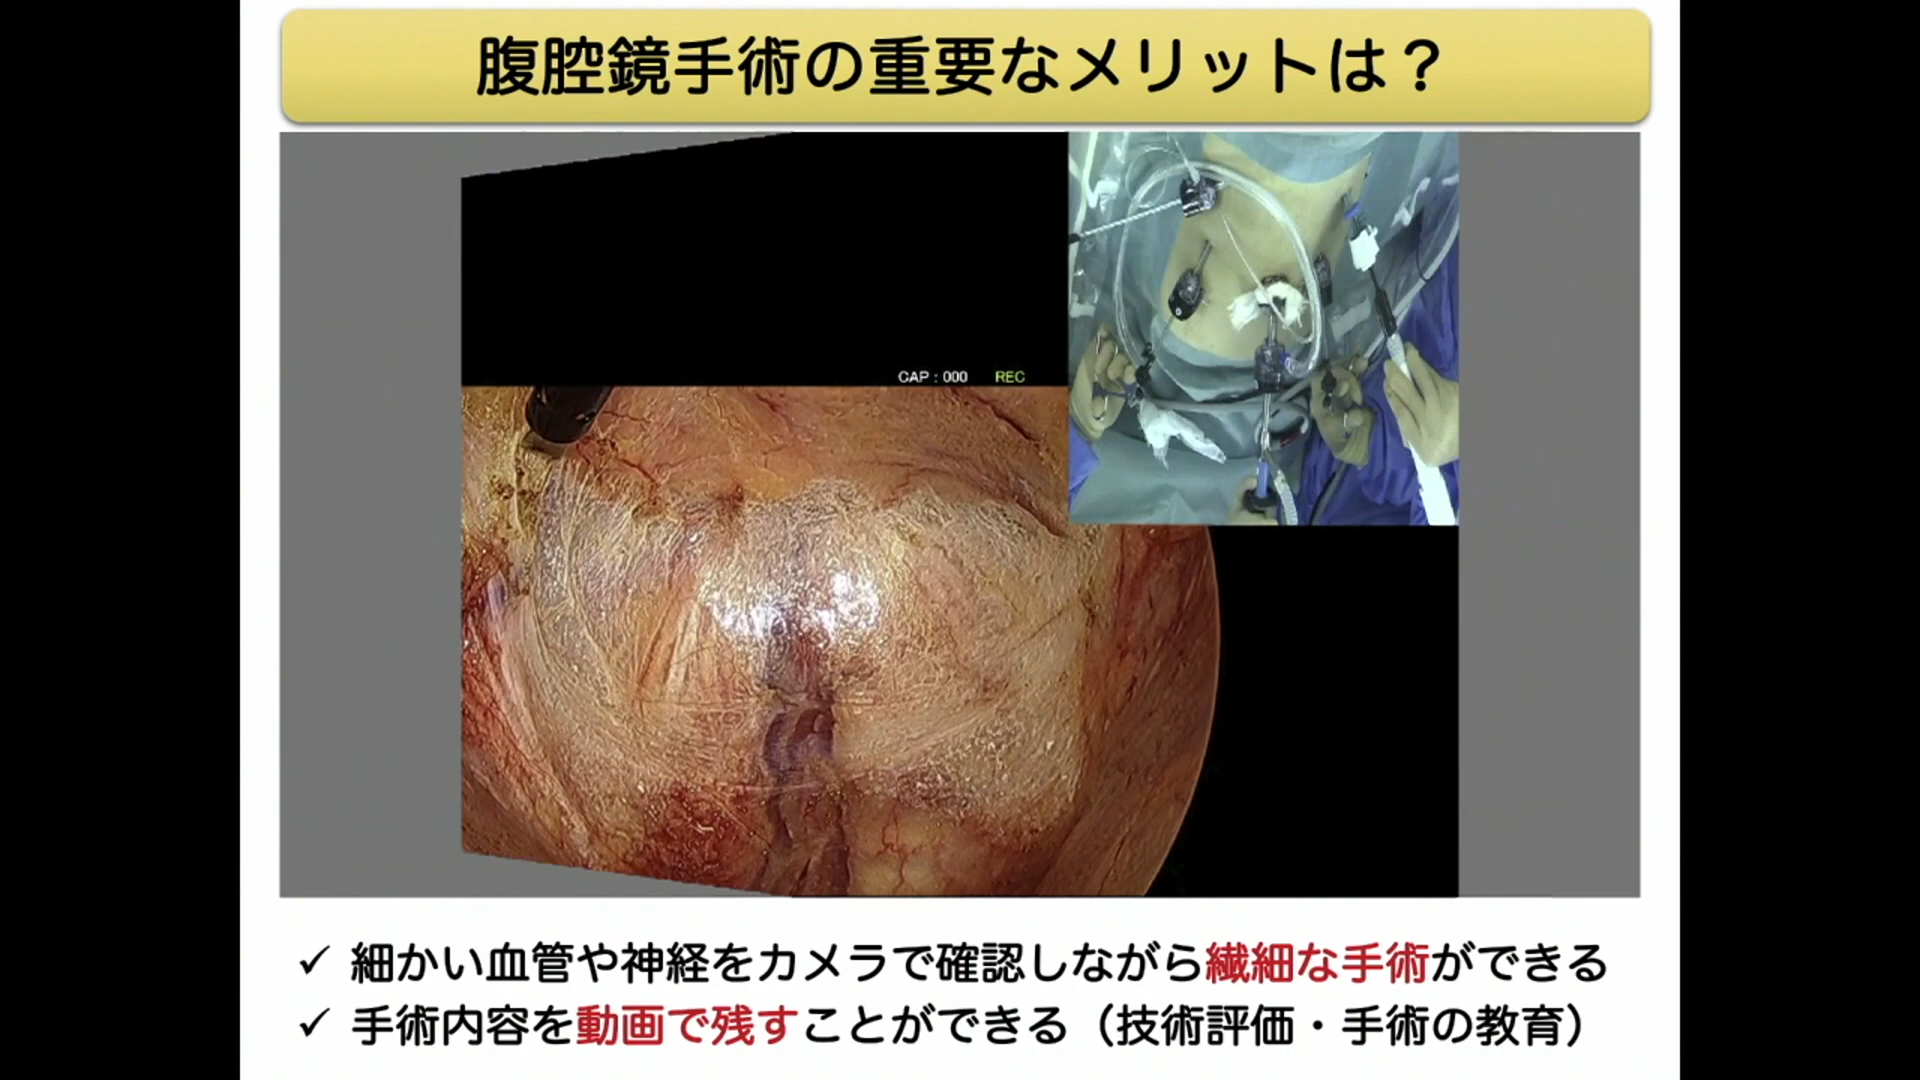 腹腔鏡手術の重要なメリットは？
CAP : 000 REC
✓ 細かい血管や神経をカメラで確認しながら繊細な手術ができる
✓ 手術内容を動画で残すことができる（技術評価・手術の教育）